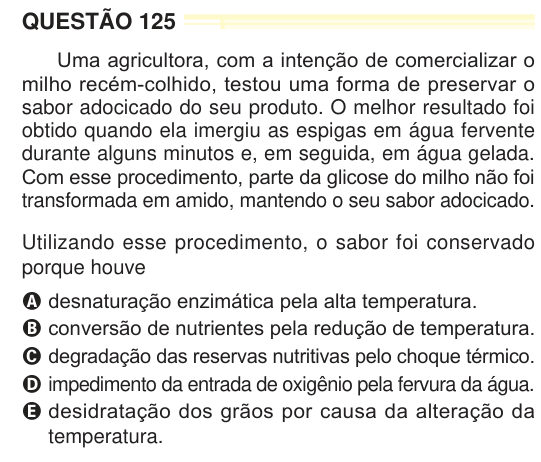 QUESTÃO 125
Uma agricultora, com a intenção de comercializar o
milho recém-colhido, testou uma forma de preservar o
sabor adocicado do seu produto. O melhor resultado foi
obtido quando ela imergiu as espigas em água fervente
durante alguns minutos e, em seguida, em água gelada.
Com esse procedimento, parte da glicose do milho não foi
transformada em amido, mantendo o seu sabor adocicado.
Utilizando esse procedimento, o sabor foi conservado
porque houve
A desnaturação enzimática pela alta temperatura.
B conversão de nutrientes pela redução de temperatura.
C degradação das reservas nutritivas pelo choque térmico.
D impedimento da entrada de oxigênio pela fervura da água.
E desidratação dos grãos por causa da alteração da
temperatura.